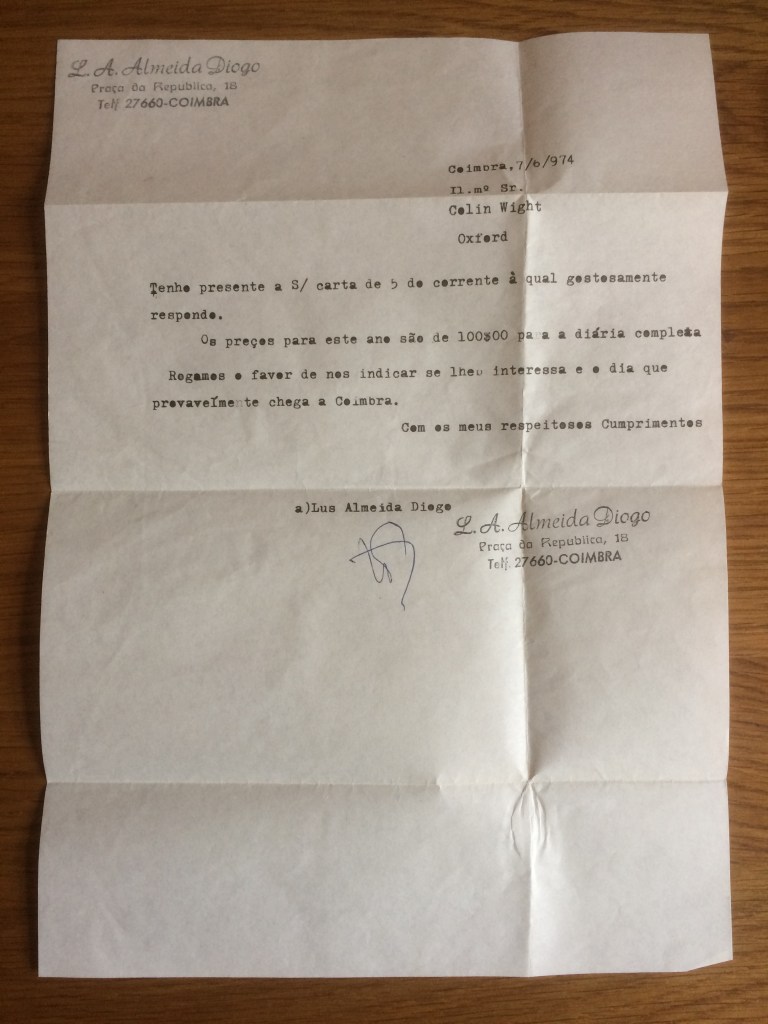 L. A. Almeida Diogo
Praça da Republica, 18
Telf. 27660-COIMBRA
Coimbra,7/6/974
Il.mº Sr.
Colin Wight
Oxford
Tenho presente a S/ carta de 5 do corrente à qual gostosamente
respondo.
Os preços para este ano são de 100$00 para a diária completa
Rogamos o favor de nos indicar se lhe interessa e o dia que
provavelmente chega a Coimbra.
Com os meus respeitosos Cumprimentos
a)Lus Almeida Diogo
L. A. Almeida Diogo
Praça da Republica, 18
Telf. 27660-COIMBRA